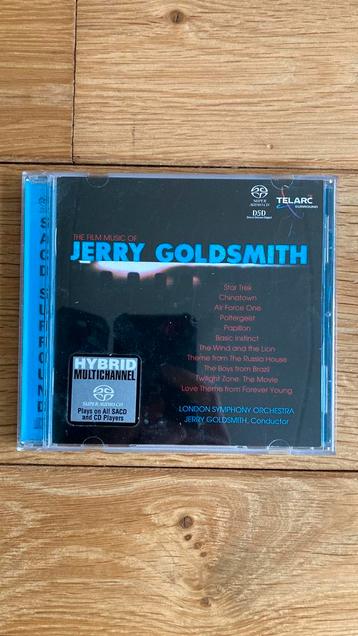 SACD SURROUND
SUPER AUDIO CD
DSD
Direct Stream Digital
TELARC
SURROUND
THE FILM MUSIC OF
JERRY GOLDSMITH
Star Trek
Chinatown
Air Force One
Poltergeist
Papillon
Basic Instinct
The Wind and the Lion
Theme from The Russia House
The Boys from Brazil
Twilight Zone: The Movie
Love Theme from Forever Young
HYBRID
MULTICHANNEL
SUPER AUDIO CD
Plays on All SACD
and CD Players
LONDON SYMPHONY ORCHESTRA
JERRY GOLDSMITH, Conductor